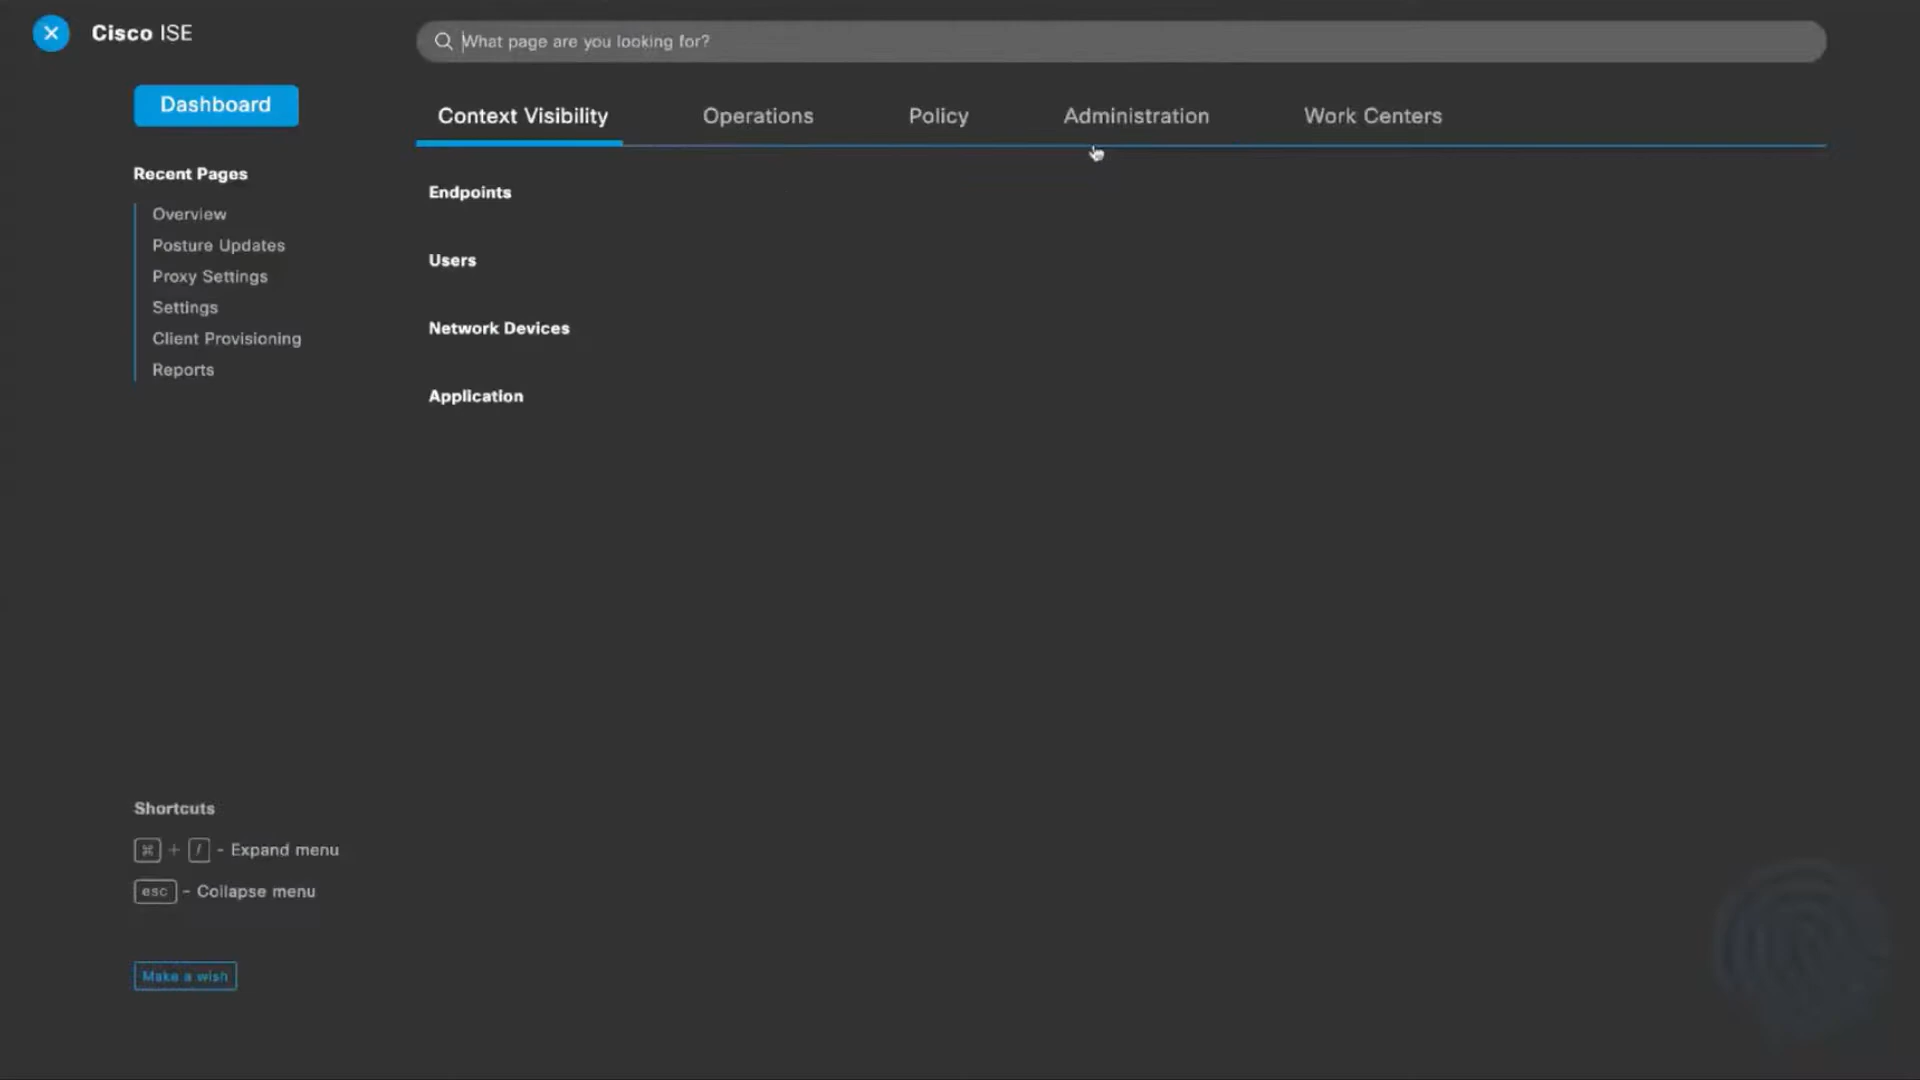 Cisco ISE
What page are you looking for?
Dashboard
Context Visibility
Operations
Policy
Administration
Work Centers
Recent Pages
Overview
Posture Updates
Proxy Settings
Settings
Client Provisioning
Reports
Endpoints
Users
Network Devices
Application
Shortcuts
⌘ + / - Expand menu
esc - Collapse menu
Make a wish